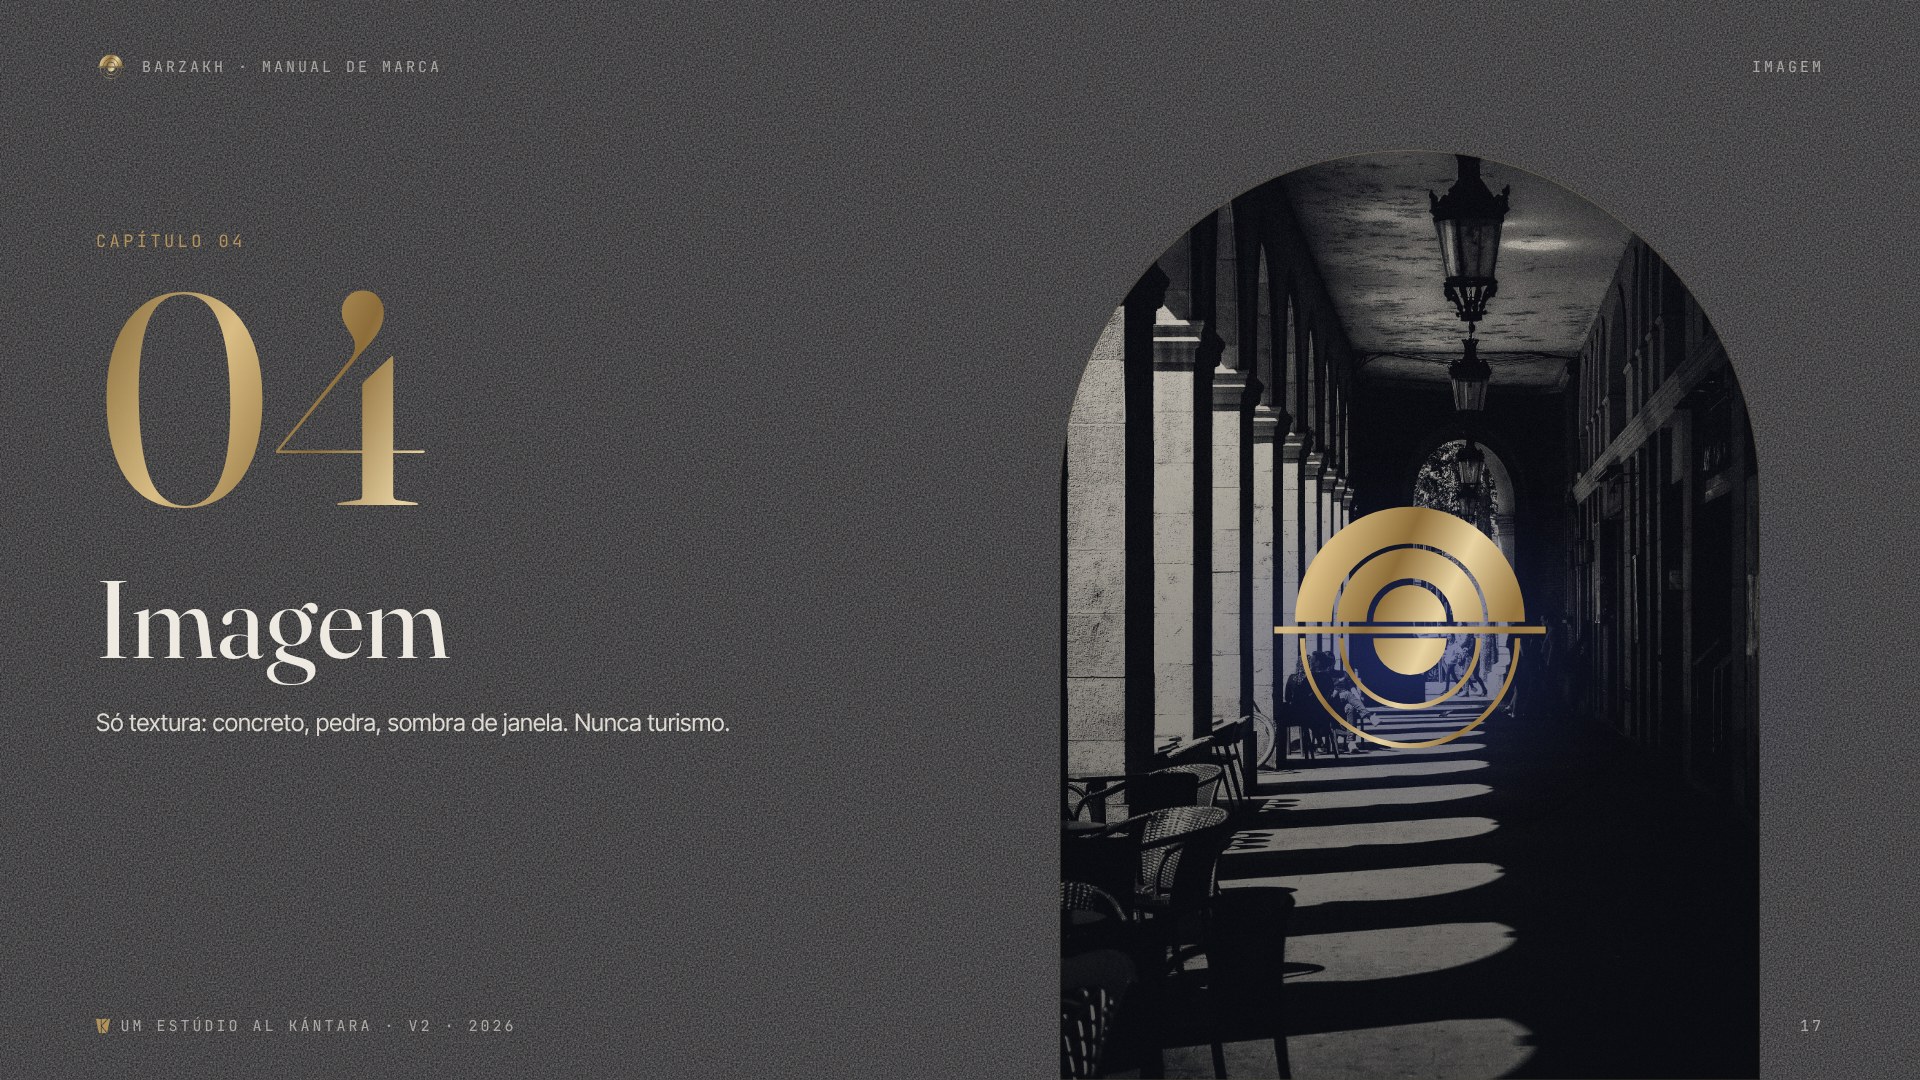 BARZAKH · MANUAL DE MARCA
IMAGEM
CAPÍTULO 04
04
Imagem
Só textura: concreto, pedra, sombra de janela. Nunca turismo.
UM ESTÚDIO AL KÁNTARA · V2 · 2026
17